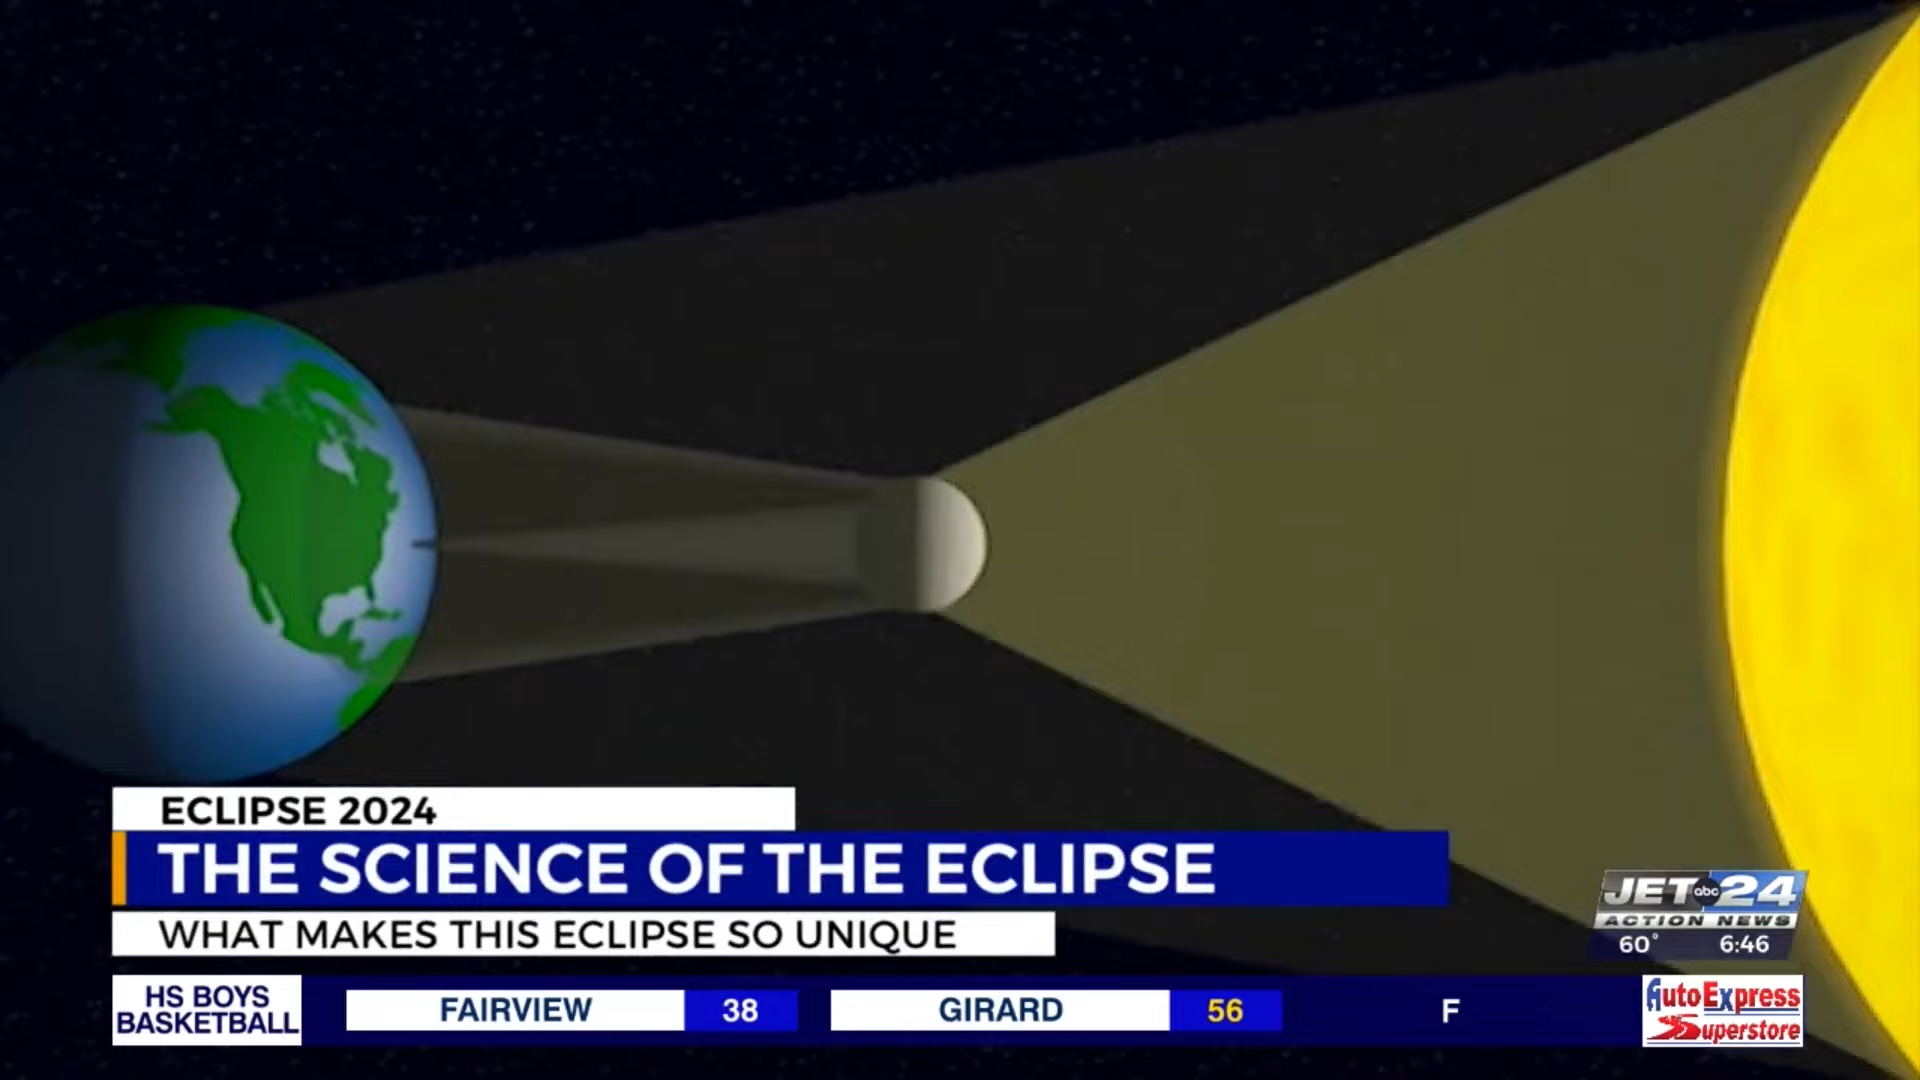 ECLIPSE 2024
THE SCIENCE OF THE ECLIPSE
WHAT MAKES THIS ECLIPSE SO UNIQUE
JET abc 24
ACTION NEWS
60° 6:46
HS BOYS
BASKETBALL
FAIRVIEW 38 GIRARD 56 F
AutoExpress
Superstore